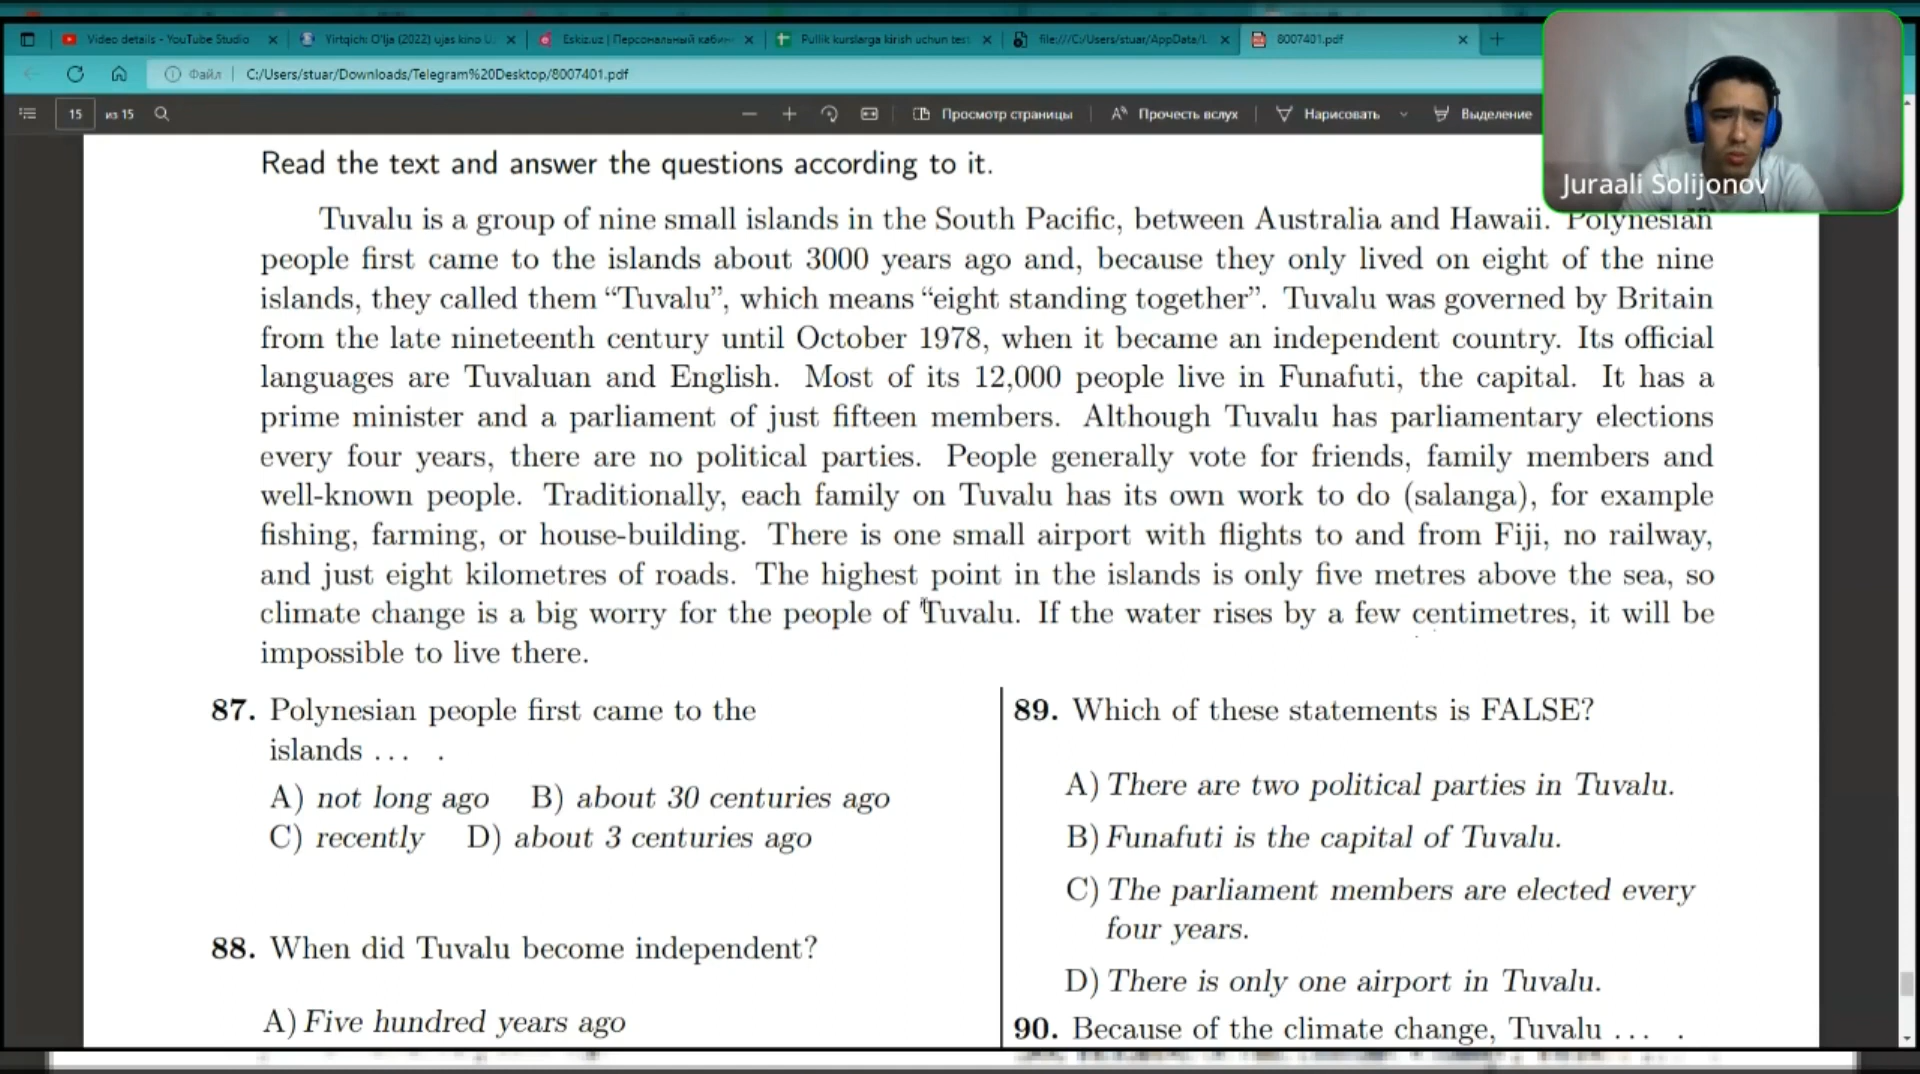 Video details - YouTube Studio
Yirtqich: O'lja (2022) ujas kino U.
Eskiz.uz | Персональный кабин
Pullik kurslarga kirish uchun test
file:///C:/Users/stuar/AppData/L
8007401.pdf
Файл
C:/Users/stuar/Downloads/Telegram%20Desktop/8007401.pdf
15 из 15
Просмотр страницы
Прочесть вслух
Нарисовать
Выделение
Juraali Solijonov
Read the text and answer the questions according to it.
Tuvalu is a group of nine small islands in the South Pacific, between Australia and Hawaii. Polynesian
people first came to the islands about 3000 years ago and, because they only lived on eight of the nine
islands, they called them “Tuvalu”, which means “eight standing together”. Tuvalu was governed by Britain
from the late nineteenth century until October 1978, when it became an independent country. Its official
languages are Tuvaluan and English. Most of its 12,000 people live in Funafuti, the capital. It has a
prime minister and a parliament of just fifteen members. Although Tuvalu has parliamentary elections
every four years, there are no political parties. People generally vote for friends, family members and
well-known people. Traditionally, each family on Tuvalu has its own work to do (salanga), for example
fishing, farming, or house-building. There is one small airport with flights to and from Fiji, no railway,
and just eight kilometres of roads. The highest point in the islands is only five metres above the sea, so
climate change is a big worry for the people of Tuvalu. If the water rises by a few centimetres, it will be
impossible to live there.
87. Polynesian people first came to the
islands ... .
A) not long ago B) about 30 centuries ago
C) recently D) about 3 centuries ago
88. When did Tuvalu become independent?
A) Five hundred years ago
89. Which of these statements is FALSE?
A) There are two political parties in Tuvalu.
B) Funafuti is the capital of Tuvalu.
C) The parliament members are elected every
four years.
D) There is only one airport in Tuvalu.
90. Because of the climate change, Tuvalu ... .